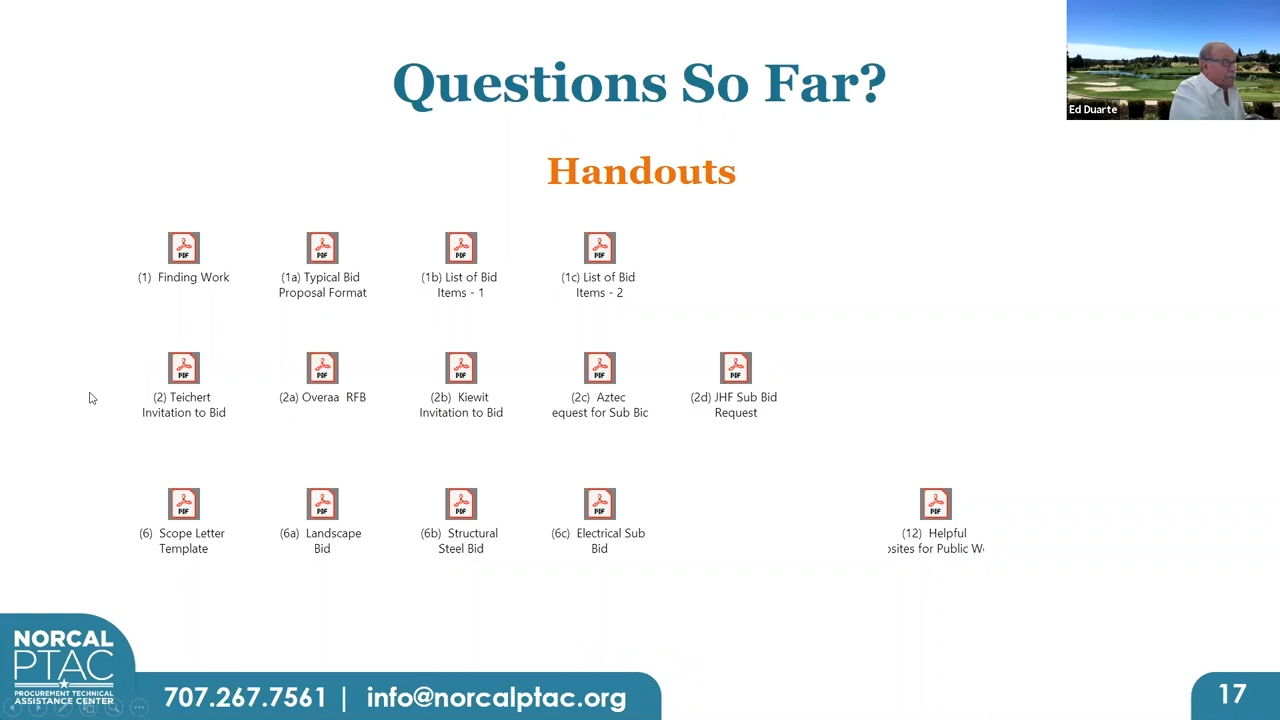 Questions So Far?
Ed Duarte
Handouts
PDF
PDF
PDF
PDF
(1) Finding Work
(1a) Typical Bid
Proposal Format
(1b) List of Bid
Items - 1
(1c) List of Bid
Items - 2
PDF
PDF
PDF
PDF
PDF
(2) Teichert
Invitation to Bid
(2a) Overaa RFB
(2b) Kiewit
Invitation to Bid
(2c) Aztec
equest for Sub Bic
(2d) JHF Sub Bid
Request
PDF
PDF
PDF
PDF
PDF
(6) Scope Letter
Template
(6a) Landscape
Bid
(6b) Structural
Steel Bid
(6c) Electrical Sub
Bid
(12) Helpful
osites for Public W
NORCAL
PTAC
PROCUREMENT TECHNICAL
ASSISTANCE CENTER
707.267.7561 | info@norcalptac.org
17